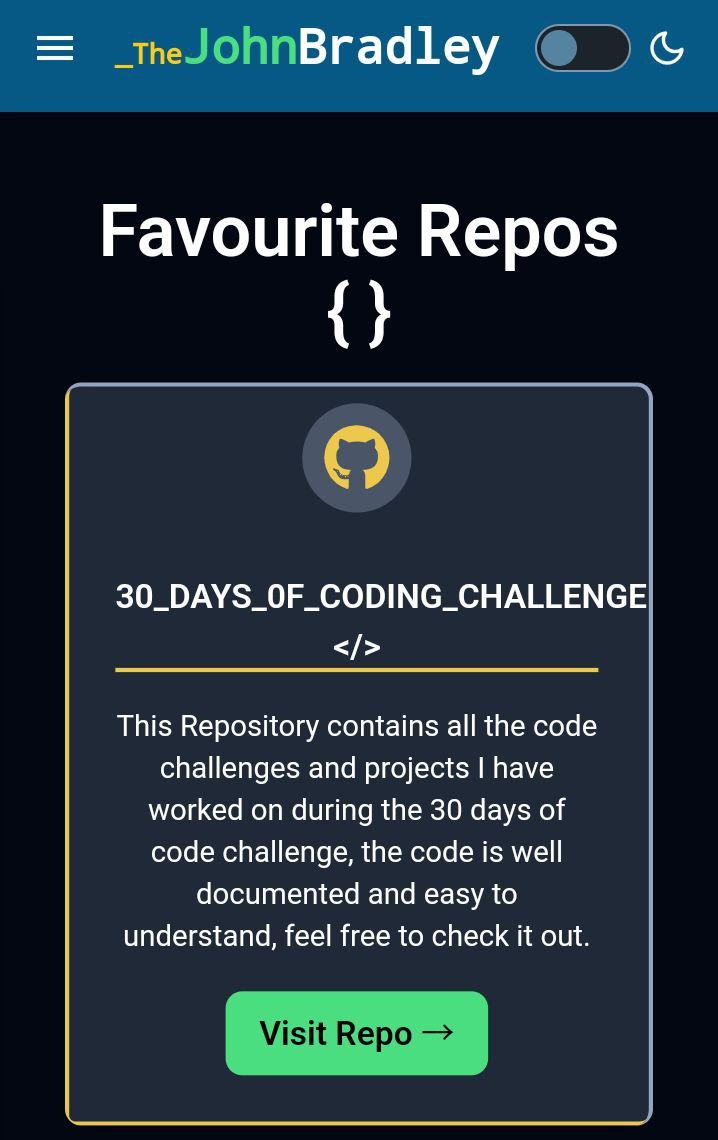 _TheJohnBradley
Favourite Repos
{ }
30_DAYS_0F_CODING_CHALLENGE
</>
This Repository contains all the code
challenges and projects I have
worked on during the 30 days of
code challenge, the code is well
documented and easy to
understand, feel free to check it out.
Visit Repo →